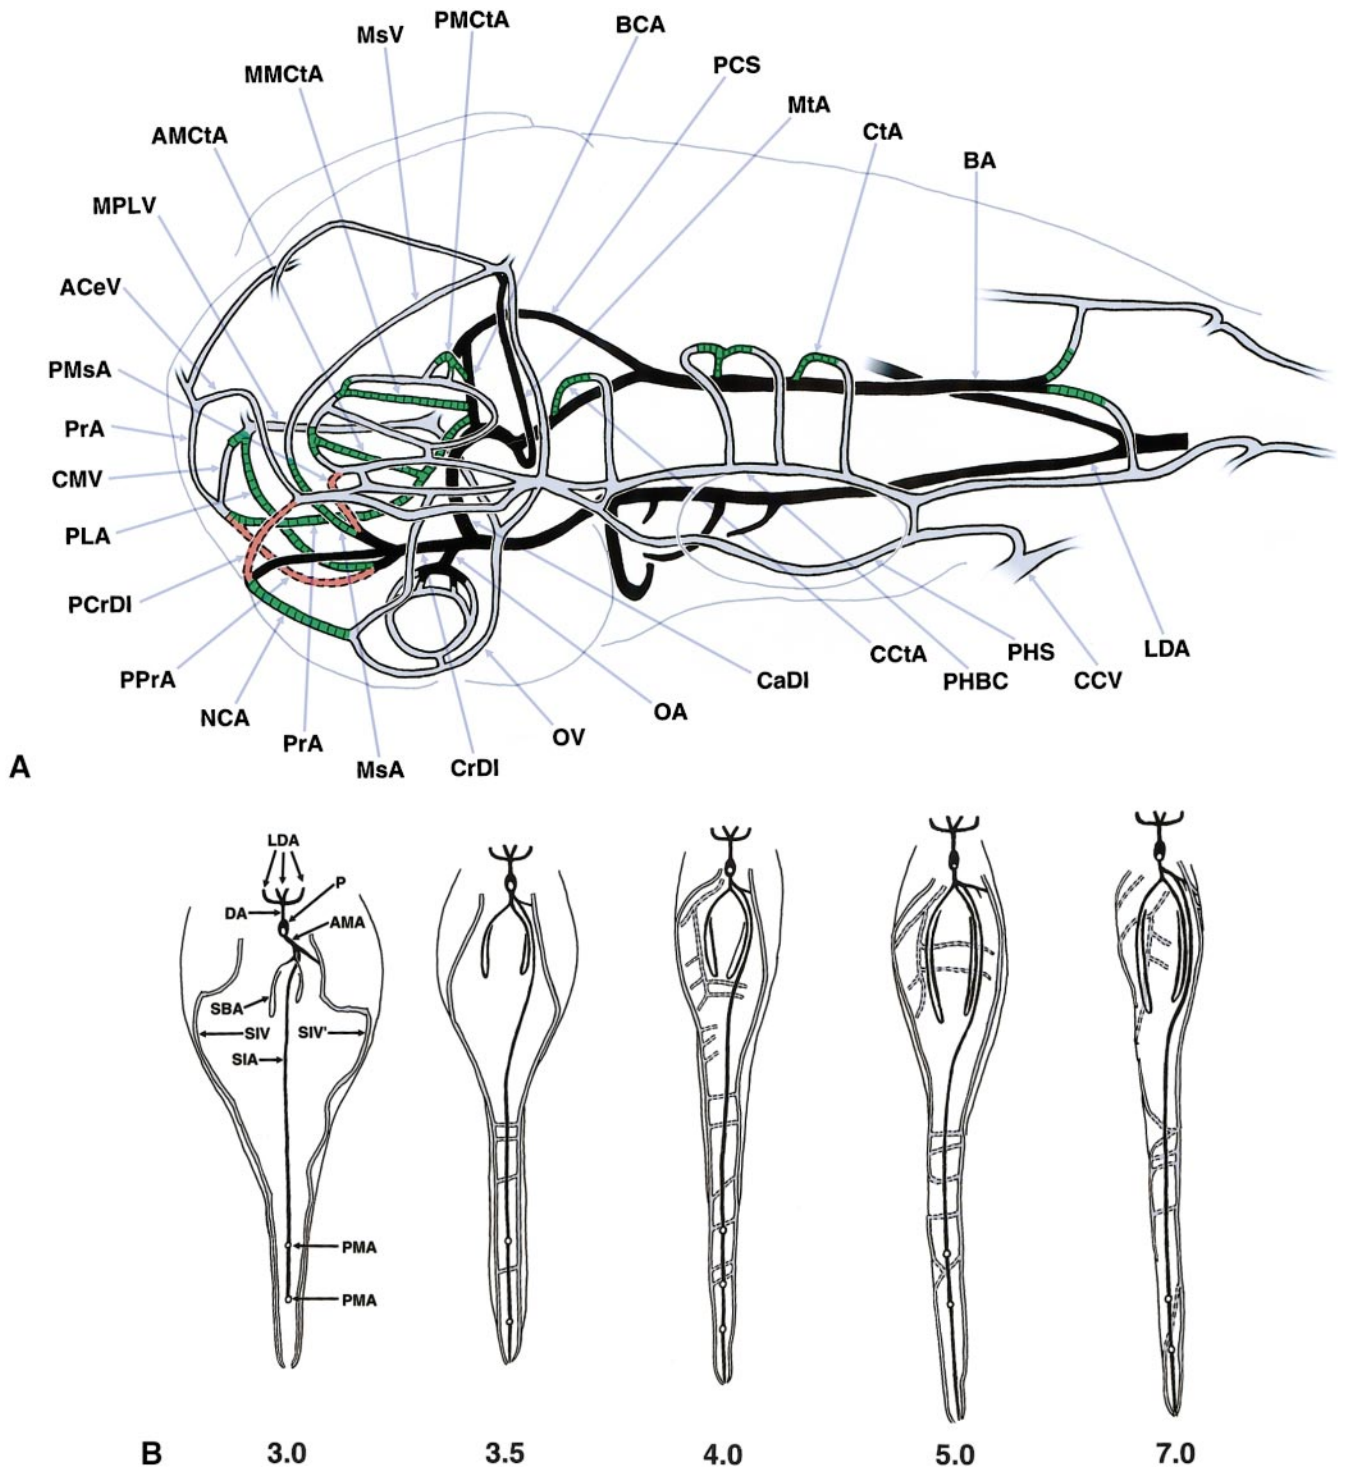 PMCtA
BCA
MsV
PCS
MMCtA
MtA
AMCtA
CtA
BA
MPLV
ACeV
PMsA
PrA
CMV
PLA
PCrDI
PPrA
NCA
PrA
MsA
CrDI
OV
OA
CaDI
CCtA
PHBC
PHS
CCV
LDA
A
LDA
P
DA
AMA
SBA
SIV
SIV'
SIA
PMA
PMA
B 3.0 3.5 4.0 5.0 7.0